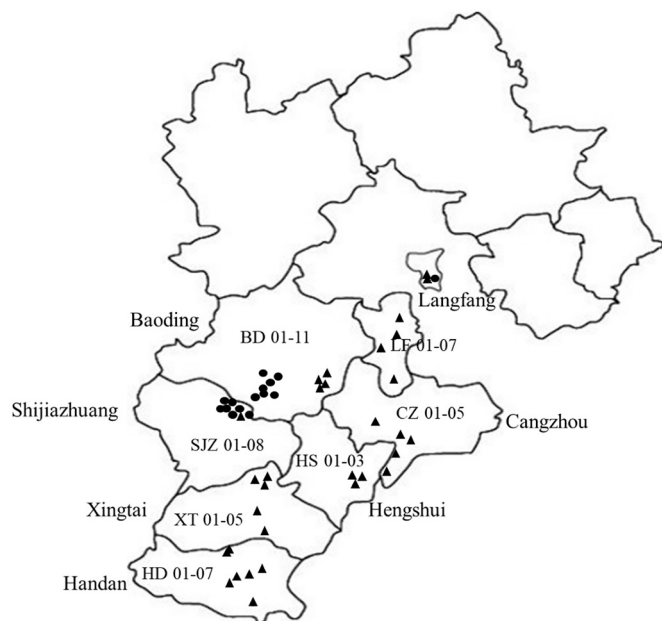 Langfang
Baoding
BD 01-11
LF 01-07
Shijiazhuang
CZ 01-05
Cangzhou
SJZ 01-08
HS 01-03
Xingtai
Hengshui
XT 01-05
Handan
HD 01-07